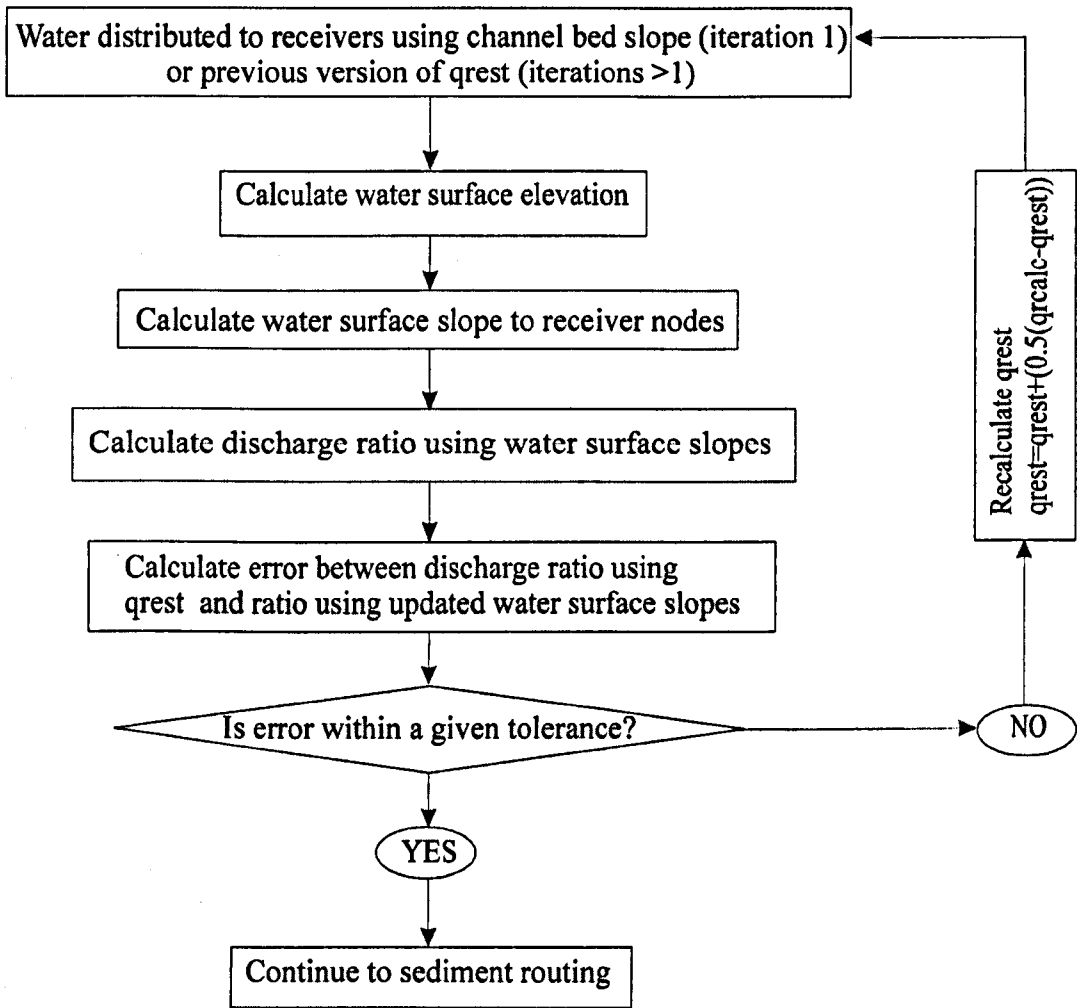 Water distributed to receivers using channel bed slope (iteration 1)
or previous version of qrest (iterations >1)
Calculate water surface elevation
Calculate water surface slope to receiver nodes
Calculate discharge ratio using water surface slopes
Calculate error between discharge ratio using
qrest and ratio using updated water surface slopes
Is error within a given tolerance?
NO
Recalculate qrest
qrest=qrest+(0.5(qrcalc-qrest))
YES
Continue to sediment routing